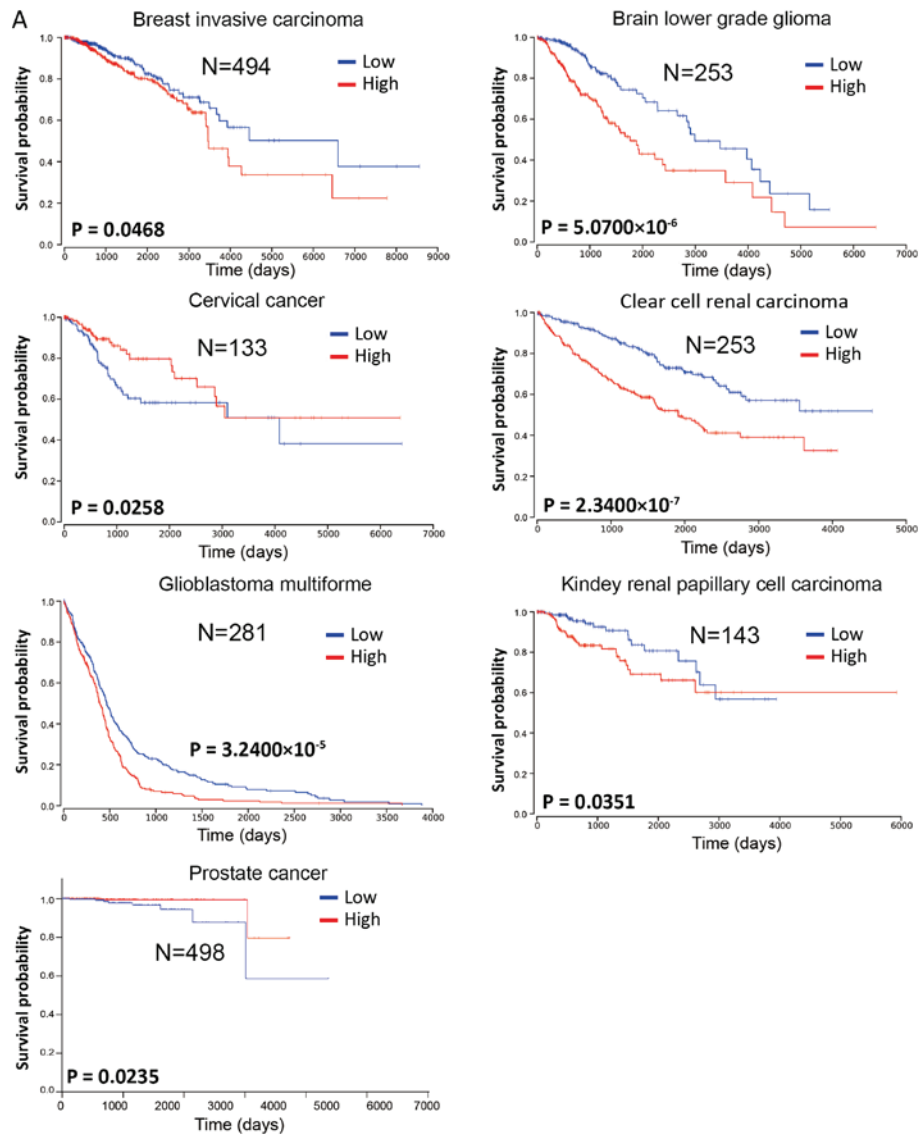 A
Breast invasive carcinoma
Survival probability
1.0
0.8
0.6
0.4
0.2
0.0
N=494
Low
High
P = 0.0468
0 1000 2000 3000 4000 5000 6000 7000 8000 9000
Time (days)
Brain lower grade glioma
Survival probability
1.0
0.8
0.6
0.4
0.2
0.0
N=253
Low
High
P = 5.0700×10⁻⁶
0 1000 2000 3000 4000 5000 6000 7000
Time (days)
Cervical cancer
Survival probability
1.0
0.8
0.6
0.4
0.2
0.0
N=133
Low
High
P = 0.0258
0 1000 2000 3000 4000 5000 6000 7000
Time (days)
Clear cell renal carcinoma
Survival probability
1.0
0.8
0.6
0.4
0.2
0.0
N=253
Low
High
P = 2.3400×10⁻⁷
0 1000 2000 3000 4000 5000
Time (days)
Glioblastoma multiforme
Survival probability
1.0
0.8
0.6
0.4
0.2
0.0
N=281
Low
High
P = 3.2400×10⁻⁵
0 500 1000 1500 2000 2500 3000 3500 4000
Time (days)
Kindey renal papillary cell carcinoma
Survival probability
1.0
0.8
0.6
0.4
0.2
0.0
N=143
Low
High
P = 0.0351
0 1000 2000 3000 4000 5000 6000
Time (days)
Prostate cancer
Survival probability
1.0
0.8
0.6
0.4
0.2
0.0
Low
High
N=498
P = 0.0235
0 1000 2000 3000 4000 5000 6000 7000
Time (days)